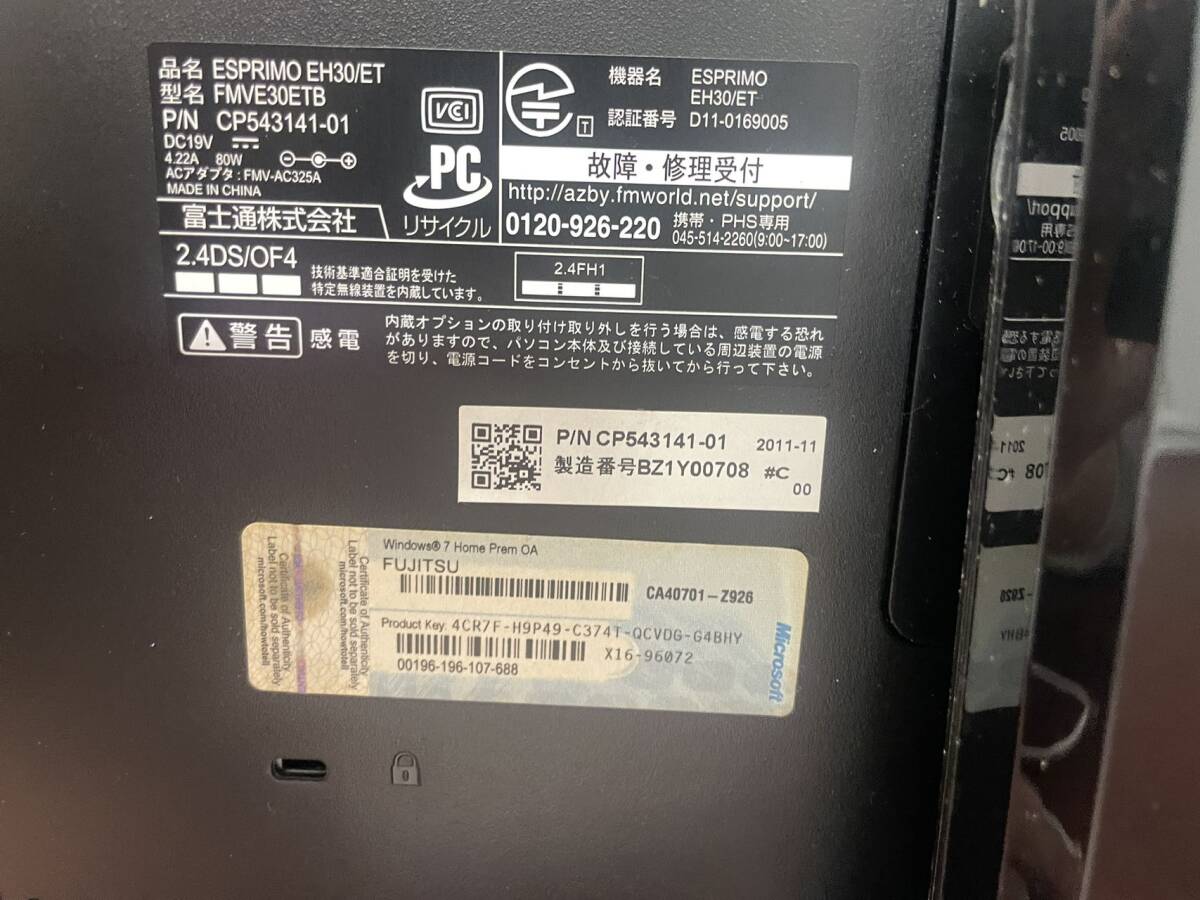 品名 ESPRIMO EH30/ET
型名 FMVE30ETB
P/N CP543141-01
DC19V
4.22A 80W
ACアダプタ : FMV-AC325A
MADE IN CHINA
富士通株式会社
VCI
PC
リサイクル
T
機器名 ESPRIMO
EH30/ET
認証番号 D11-0169005
故障・修理受付
http://azby.fmworld.net/support/
0120-926-220 携帯・PHS専用
045-514-2260(9:00~17:00)
2.4DS/OF4
技術基準適合証明を受けた
特定無線装置を内蔵しています。
2.4FH1
警告 感電
内蔵オプションの取り付け取り外しを行う場合は、感電する恐れ
がありますので、パソコン本体及び接続している周辺装置の電源
を切り、電源コードをコンセントから抜いてから行って下さい。
P/N CP543141-01 2011-11
製造番号BZ1Y00708 #C
00
Certificate of Authenticity
Label not to be sold separately
microsoft.com/howtotell
Certificate of Authenticity
Label not to be sold separately
microsoft.com/howtotell
Windows® 7 Home Prem OA
FUJITSU
CA40701-Z926
Product Key: 4CR7F-H9P49-C374T-QCVDG-G4BHY
X16-96072
00196-196-107-688
Microsoft